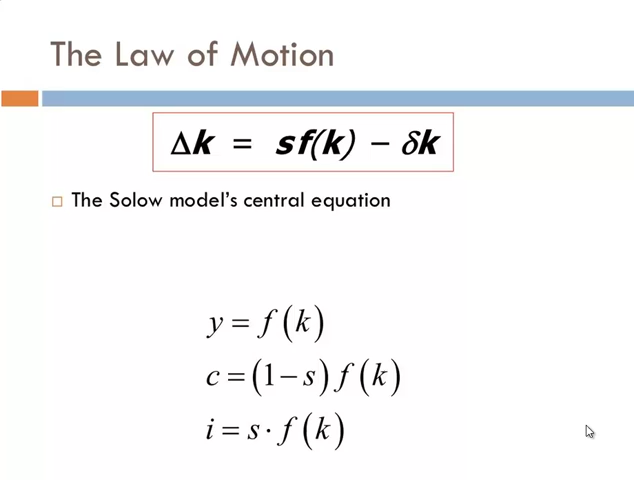 The Law of Motion
Δk = sf(k) − δk
The Solow model's central equation
y = f(k)
c = (1 − s) f(k)
i = s · f(k)